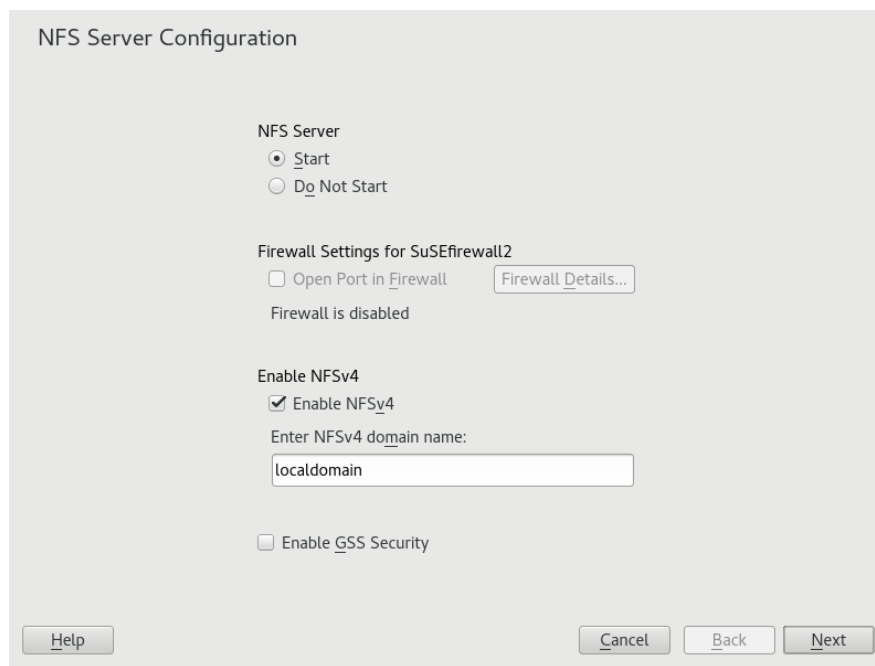 NFS Server Configuration
NFS Server
Start
Do Not Start
Firewall Settings for SuSEfirewall2
Open Port in Firewall
Firewall Details...
Firewall is disabled
Enable NFSv4
Enable NFSv4
Enter NFSv4 domain name:
localdomain
Enable GSS Security
Help
Cancel
Back
Next